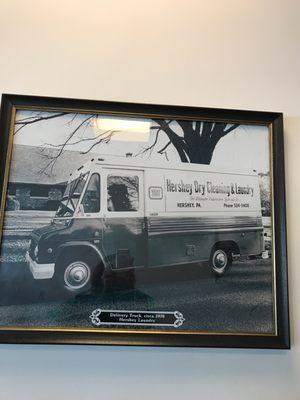 Hershey Dry Cleaning & Laundry
HERSHEY, PA. Phone 534-3400
Delivery Truck, circa 1970
Hershey Laundry